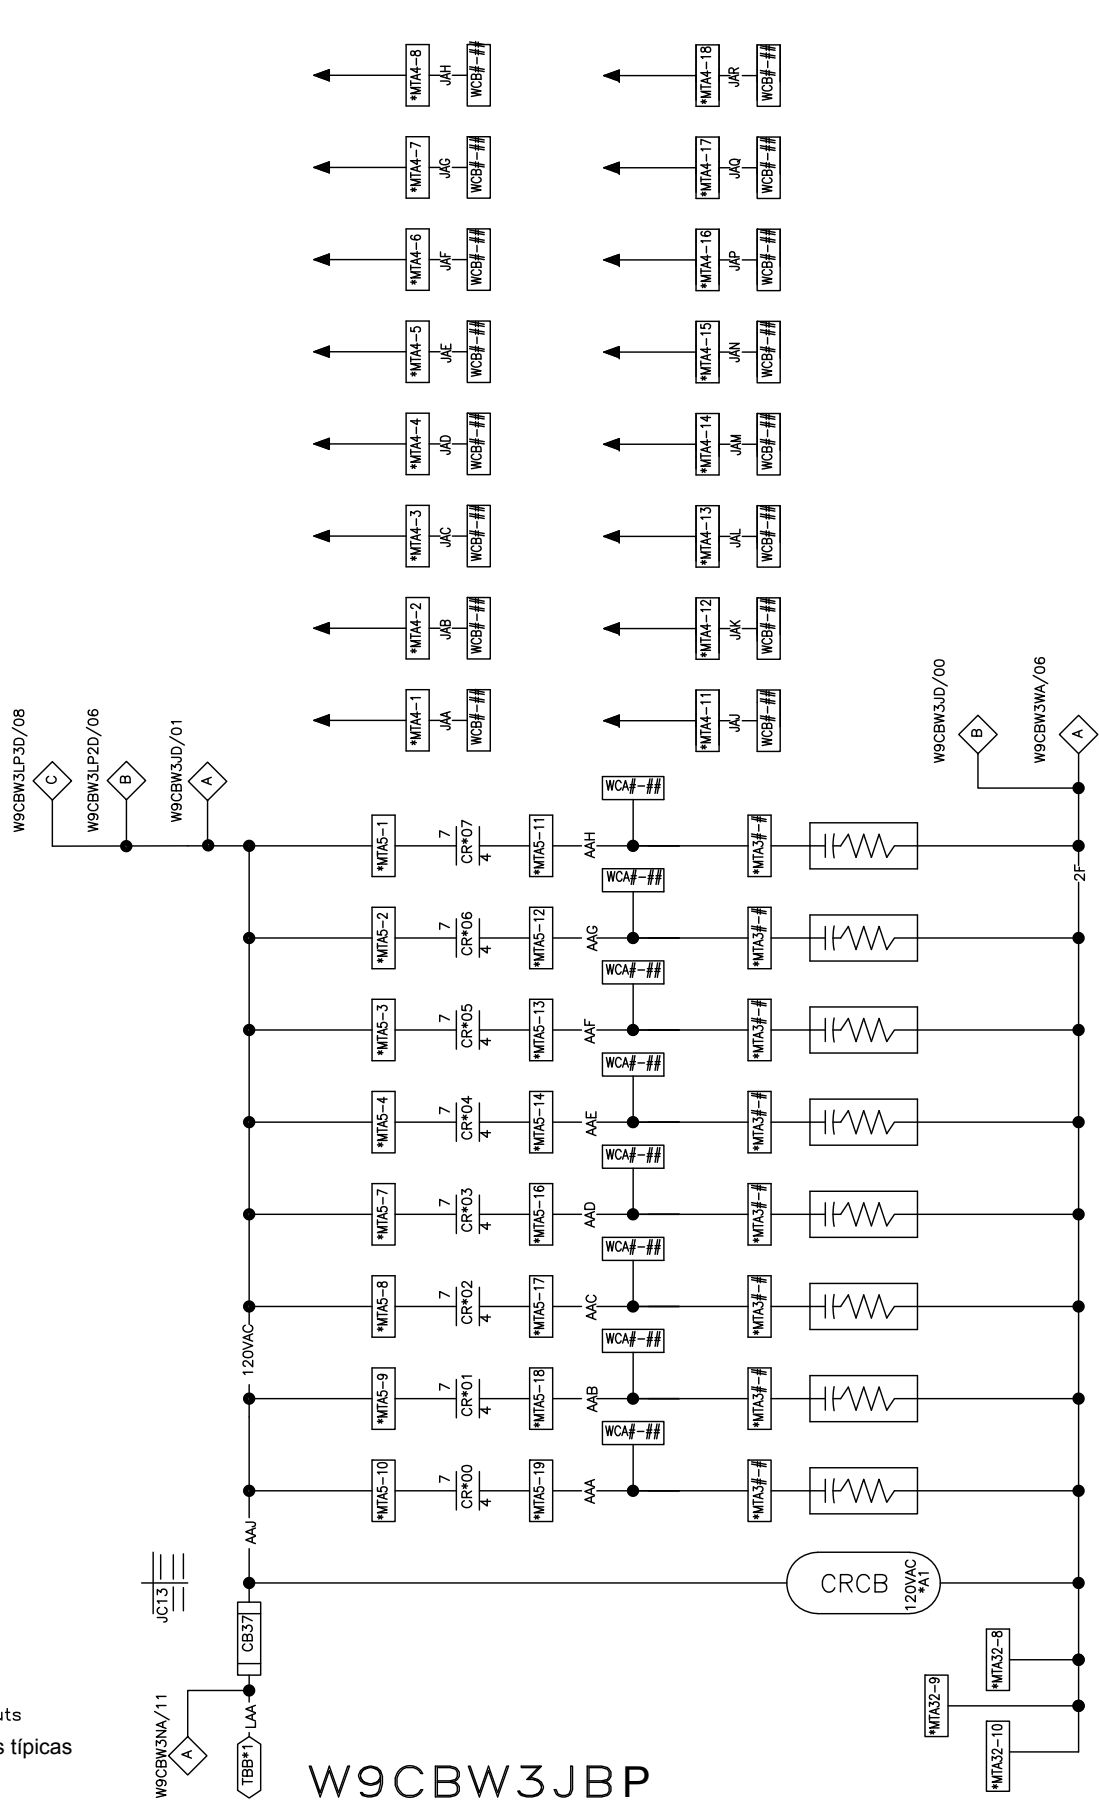 *MTA4-8
JAH
WCB#-##
*MTA4-18
JAR
WCB#-##
*MTA4-7
JAG
WCB#-##
*MTA4-17
JAQ
WCB#-##
*MTA4-6
JAF
WCB#-##
*MTA4-16
JAP
WCB#-##
*MTA4-5
JAE
WCB#-##
*MTA4-15
JAN
WCB#-##
*MTA4-4
JAD
WCB#-##
*MTA4-14
JAM
WCB#-##
*MTA4-3
JAC
WCB#-##
*MTA4-13
JAL
WCB#-##
*MTA4-2
JAB
WCB#-##
*MTA4-12
JAK
WCB#-##
*MTA4-1
JAA
WCB#-##
*MTA4-11
JAJ
WCB#-##
W9CBW3LP3D/08
C
W9CBW3LP2D/06
B
W9CBW3JD/01
A
W9CBW3JD/00
B
W9CBW3WA/06
A
*MTA5-1
7
CR*07
4
*MTA5-11
AAH
WCA#-##
*MTA3#-#
2F
*MTA5-2
7
CR*06
4
*MTA5-12
AAG
WCA#-##
*MTA3#-#
*MTA5-3
7
CR*05
4
*MTA5-13
AAF
WCA#-##
*MTA3#-#
*MTA5-4
7
CR*04
4
*MTA5-14
AAE
WCA#-##
*MTA3#-#
*MTA5-7
7
CR*03
4
*MTA5-16
AAD
WCA#-##
*MTA3#-#
*MTA5-8
7
CR*02
4
*MTA5-17
AAC
WCA#-##
*MTA3#-#
120VAC
*MTA5-9
7
CR*01
4
*MTA5-18
AAB
WCA#-##
*MTA3#-#
*MTA5-10
7
CR*00
4
*MTA5-19
AAA
WCA#-##
*MTA3#-#
AAJ
JC13
CB37
CRCB
120VAC
*A1
W9CBW3NA/11
A
LAA
TBB*1
*MTA32-8
*MTA32-9
*MTA32-10
uts
s típicas
W9CBW3JBP